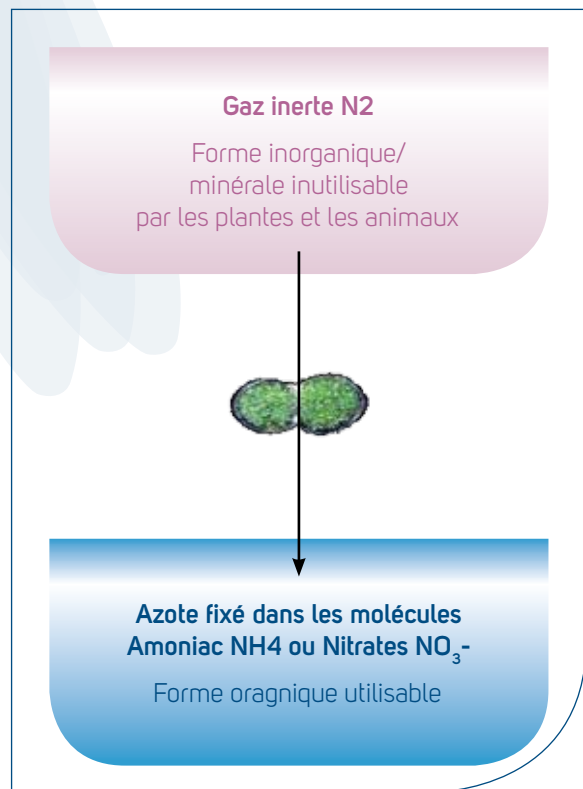 Gaz inerte N2
Forme inorganique/
minérale inutilisable
par les plantes et les animaux
Azote fixé dans les molécules
Amoniac NH4 ou Nitrates NO₃-
Forme oragnique utilisable